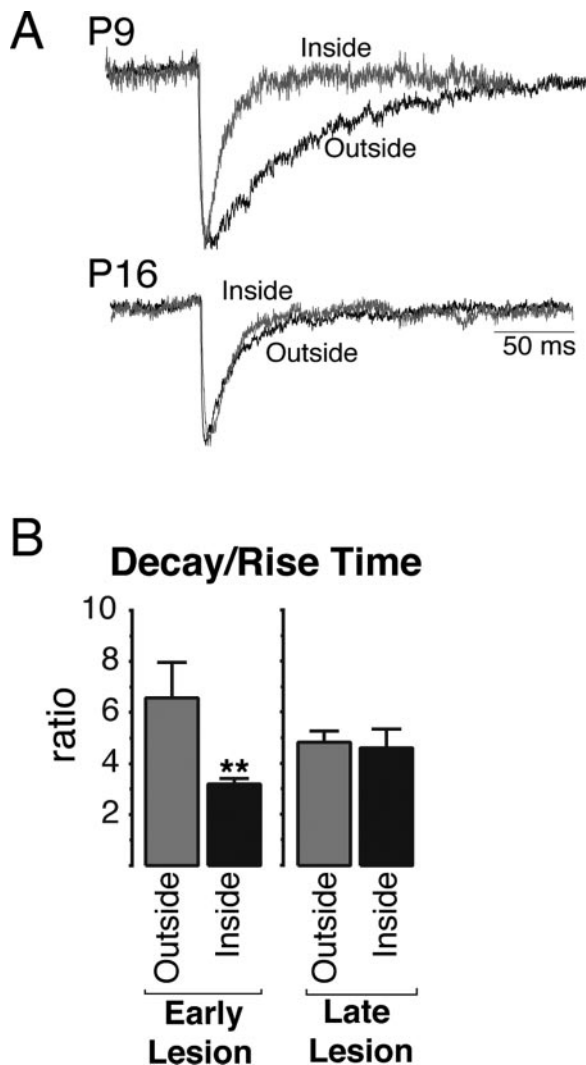 A
P9
Inside
Outside
P16
Inside
Outside
50 ms
B
Decay/Rise Time
10
8
6
4
2
ratio
**
Outside
Inside
Outside
Inside
Early
Lesion
Late
Lesion